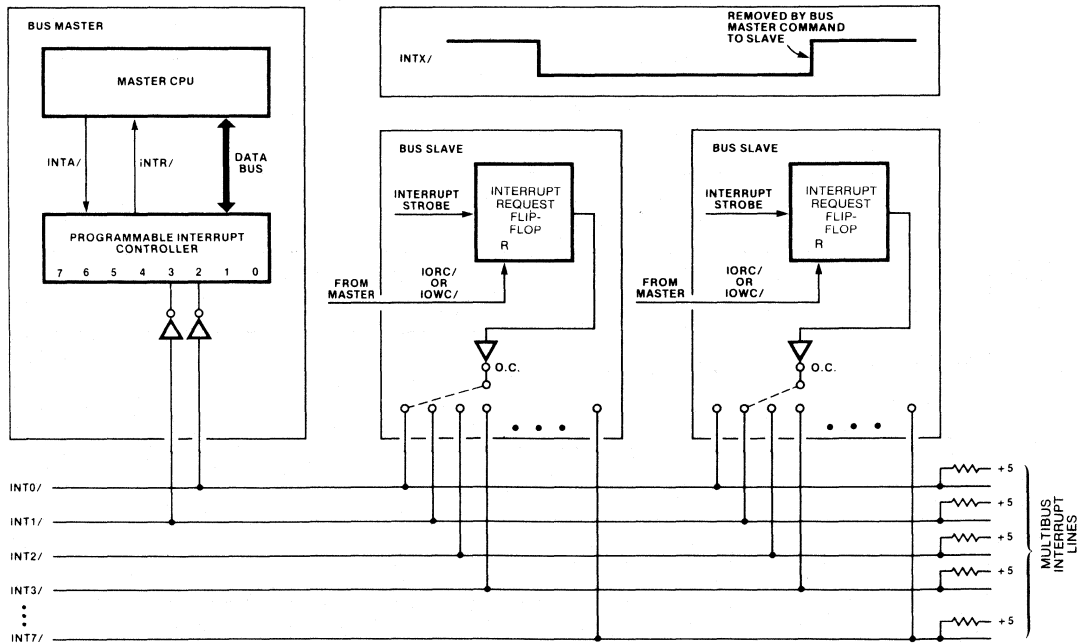 BUS MASTER
MASTER CPU
INTA/
INTR/
DATA
BUS
PROGRAMMABLE INTERRUPT
CONTROLLER
7 6 5 4 3 2 1 0
INTX/
REMOVED BY BUS
MASTER COMMAND
TO SLAVE
BUS SLAVE
INTERRUPT
STROBE
INTERRUPT
REQUEST
FLIP-
FLOP
R
FROM
MASTER
IORC/
OR
IOWC/
O.C.
BUS SLAVE
INTERRUPT
STROBE
INTERRUPT
REQUEST
FLIP-
FLOP
R
FROM
MASTER
IORC/
OR
IOWC/
O.C.
INT0/
INT1/
INT2/
INT3/
INT7/
+5
+5
+5
+5
+5
MULTIBUS
INTERRUPT
LINES